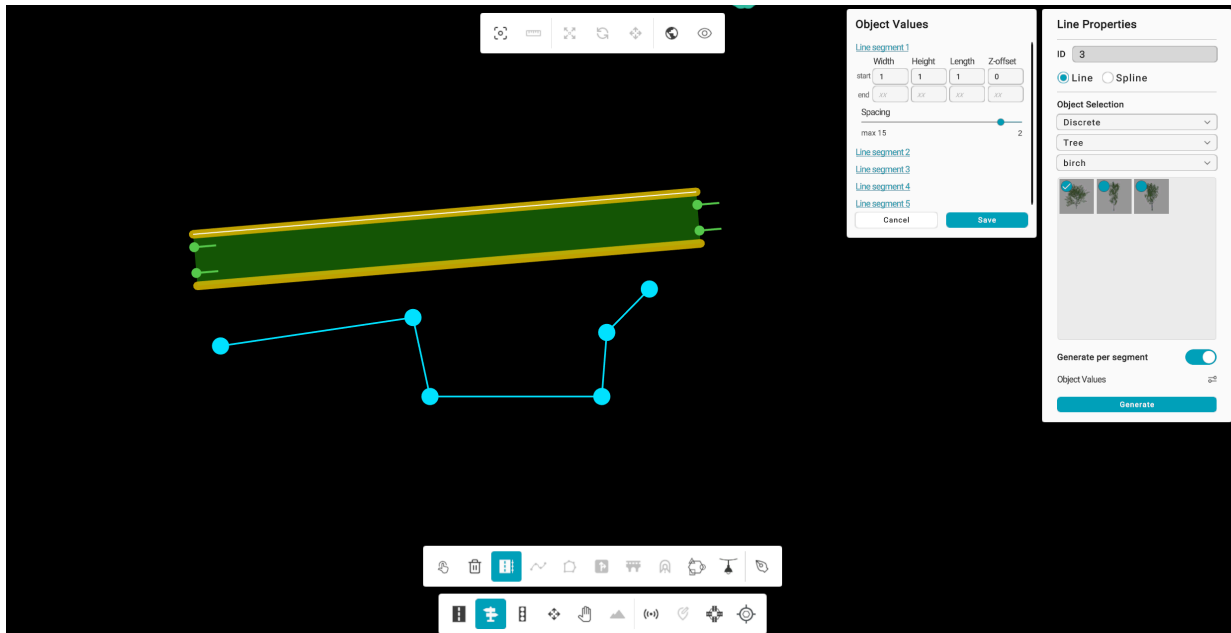 Object Values
Line segment 1
Width Height Length Z-offset
start 1 1 1 0
end xx xx xx xx
Spacing
max 15 2
Line segment 2
Line segment 3
Line segment 4
Line segment 5
Cancel Save
Line Properties
ID 3
Line Spline
Object Selection
Discrete
Tree
birch
Generate per segment
Object Values
Generate